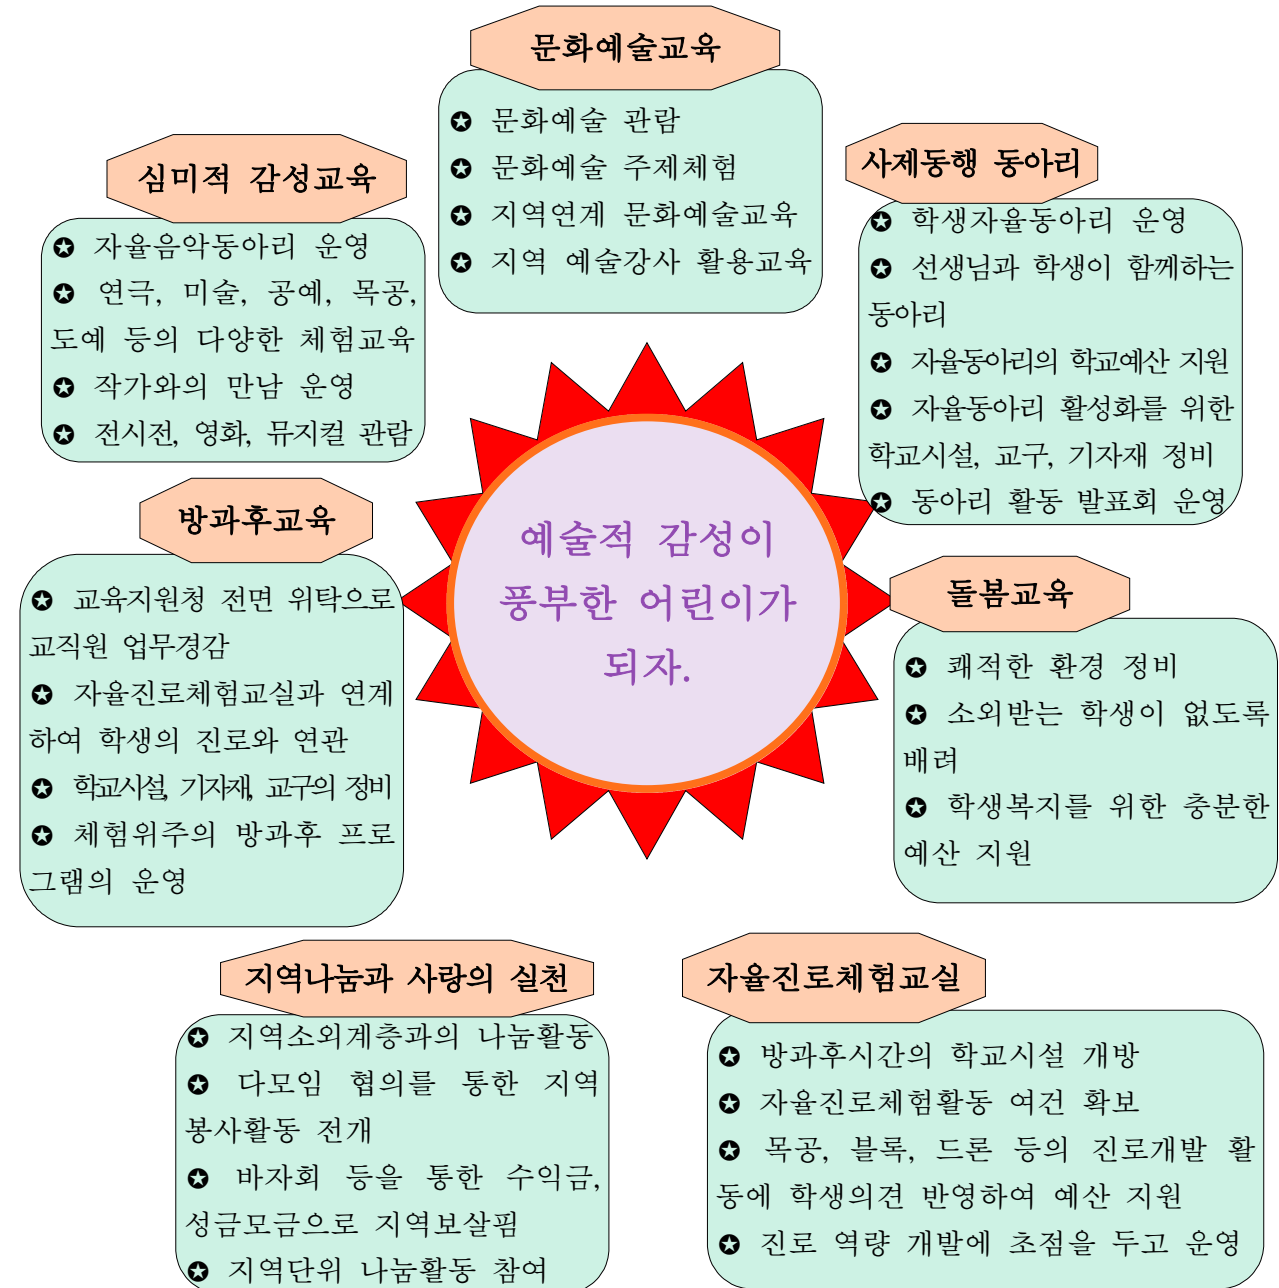 문화예술교육
✪ 문화예술 관람
✪ 문화예술 주제체험
✪ 지역연계 문화예술교육
✪ 지역 예술강사 활용교육
심미적 감성교육
✪ 자율음악동아리 운영
✪ 연극, 미술, 공예, 목공,
도예 등의 다양한 체험교육
✪ 작가와의 만남 운영
✪ 전시전, 영화, 뮤지컬 관람
사제동행 동아리
✪ 학생자율동아리 운영
✪ 선생님과 학생이 함께하는
동아리
✪ 자율동아리의 학교예산 지원
✪ 자율동아리 활성화를 위한
학교시설, 교구, 기자재 정비
✪ 동아리 활동 발표회 운영
예술적 감성이
풍부한 어린이가
되자.
방과후교육
✪ 교육지원청 전면 위탁으로
교직원 업무경감
✪ 자율진로체험교실과 연계
하여 학생의 진로와 연관
✪ 학교시설, 기자재, 교구의 정비
✪ 체험위주의 방과후 프로
그램의 운영
돌봄교육
✪ 쾌적한 환경 정비
✪ 소외받는 학생이 없도록
배려
✪ 학생복지를 위한 충분한
예산 지원
지역나눔과 사랑의 실천
✪ 지역소외계층과의 나눔활동
✪ 다모임 협의를 통한 지역
봉사활동 전개
✪ 바자회 등을 통한 수익금,
성금모금으로 지역보살핌
✪ 지역단위 나눔활동 참여
자율진로체험교실
✪ 방과후시간의 학교시설 개방
✪ 자율진로체험활동 여건 확보
✪ 목공, 블록, 드론 등의 진로개발 활
동에 학생의견 반영하여 예산 지원
✪ 진로 역량 개발에 초점을 두고 운영